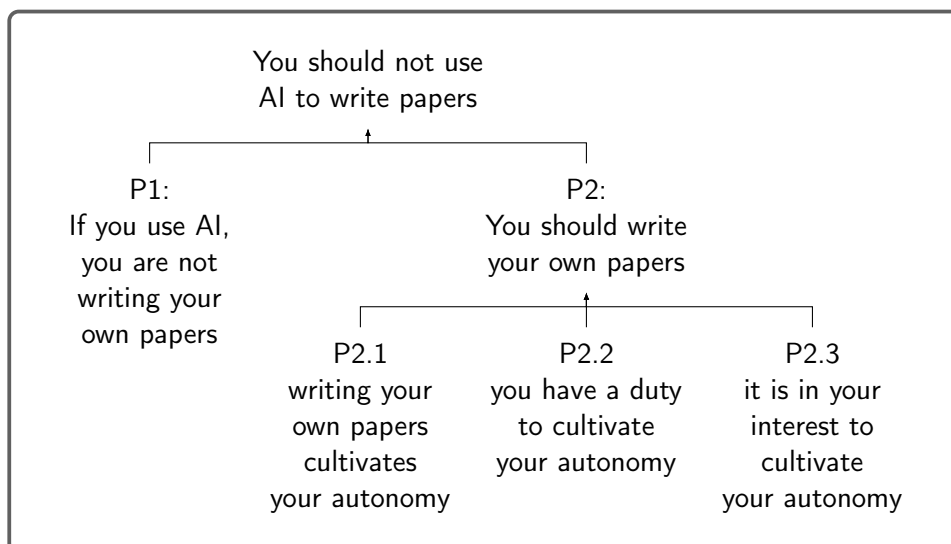 You should not use
AI to write papers
P1:
If you use AI,
you are not
writing your
own papers
P2:
You should write
your own papers
P2.1
writing your
own papers
cultivates
your autonomy
P2.2
you have a duty
to cultivate
your autonomy
P2.3
it is in your
interest to
cultivate
your autonomy